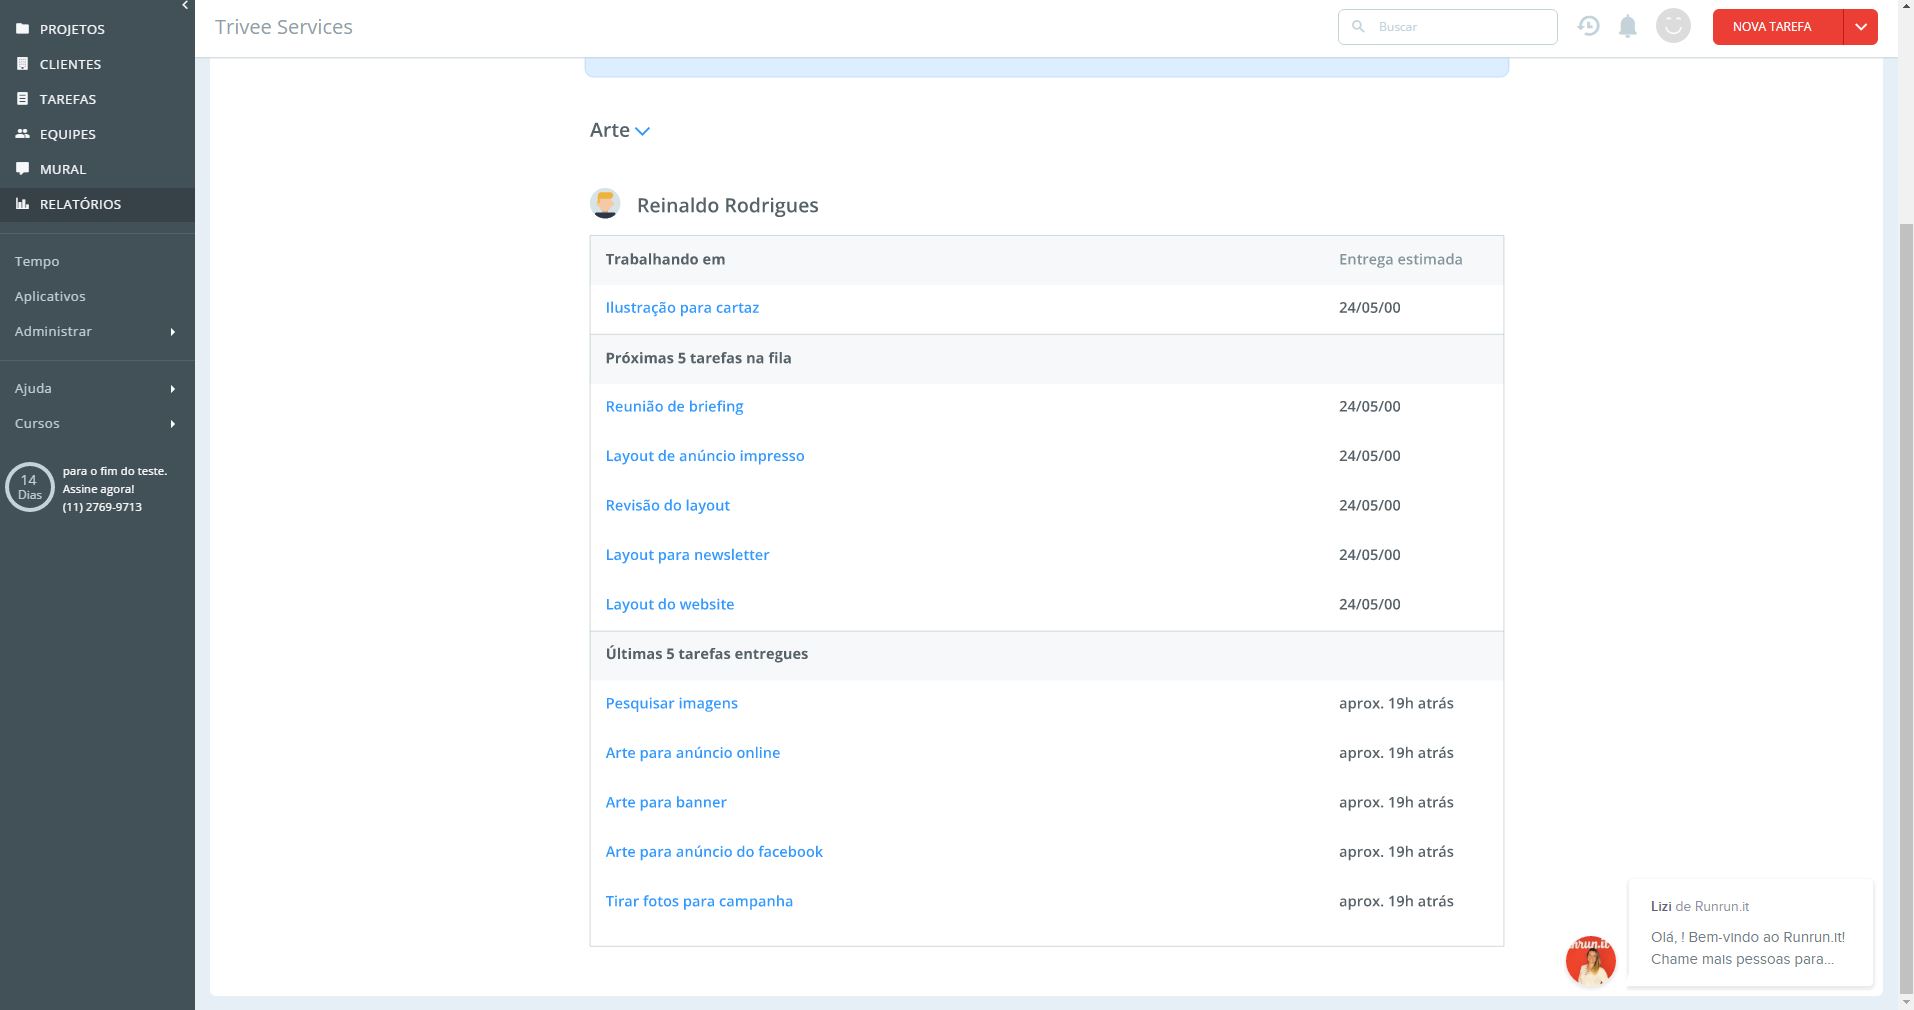 PROJETOS
CLIENTES
TAREFAS
EQUIPES
MURAL
RELATÓRIOS
Tempo
Aplicativos
Administrar
Ajuda
Cursos
14
Dias
para o fim do teste.
Assine agora!
(11) 2769-9713
Trivee Services
Buscar
NOVA TAREFA
Arte
Reinaldo Rodrigues
Trabalhando em Entrega estimada
Ilustração para cartaz 24/05/00
Próximas 5 tarefas na fila
Reunião de briefing 24/05/00
Layout de anúncio impresso 24/05/00
Revisão do layout 24/05/00
Layout para newsletter 24/05/00
Layout do website 24/05/00
Últimas 5 tarefas entregues
Pesquisar imagens aprox. 19h atrás
Arte para anúncio online aprox. 19h atrás
Arte para banner aprox. 19h atrás
Arte para anúncio do facebook aprox. 19h atrás
Tirar fotos para campanha aprox. 19h atrás
Lizi de Runrun.it
Olá, ! Bem-vindo ao Runrun.it!
Chame mais pessoas para...